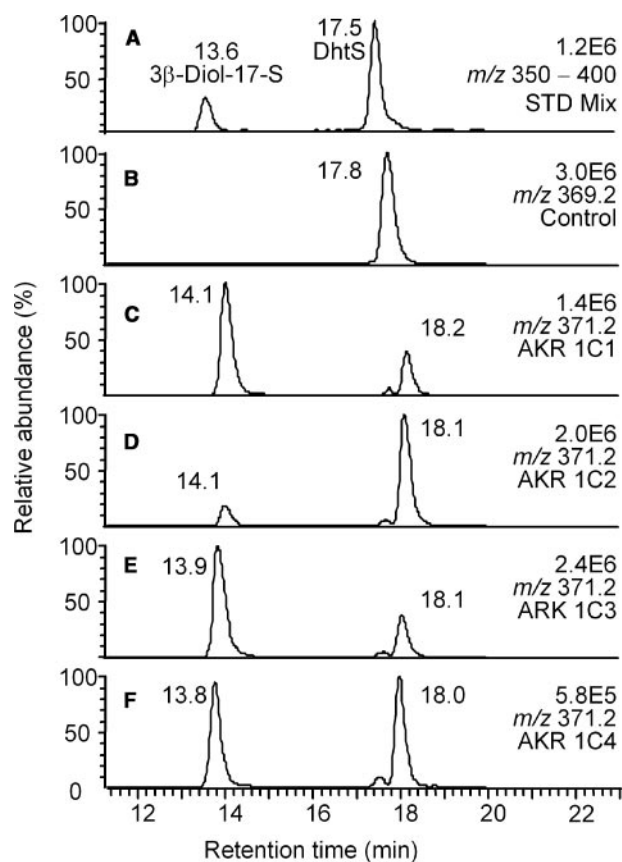 100
50
A
13.6
3β-Diol-17-S
17.5
DhtS
1.2E6
m/z 350 – 400
STD Mix
100
50
B
17.8
3.0E6
m/z 369.2
Control
100
50
C
14.1
18.2
1.4E6
m/z 371.2
AKR 1C1
100
50
D
14.1
18.1
2.0E6
m/z 371.2
AKR 1C2
100
50
E
13.9
18.1
2.4E6
m/z 371.2
ARK 1C3
100
50
0
F
13.8
18.0
5.8E5
m/z 371.2
AKR 1C4
Relative abundance (%)
12 14 16 18 20 22
Retention time (min)